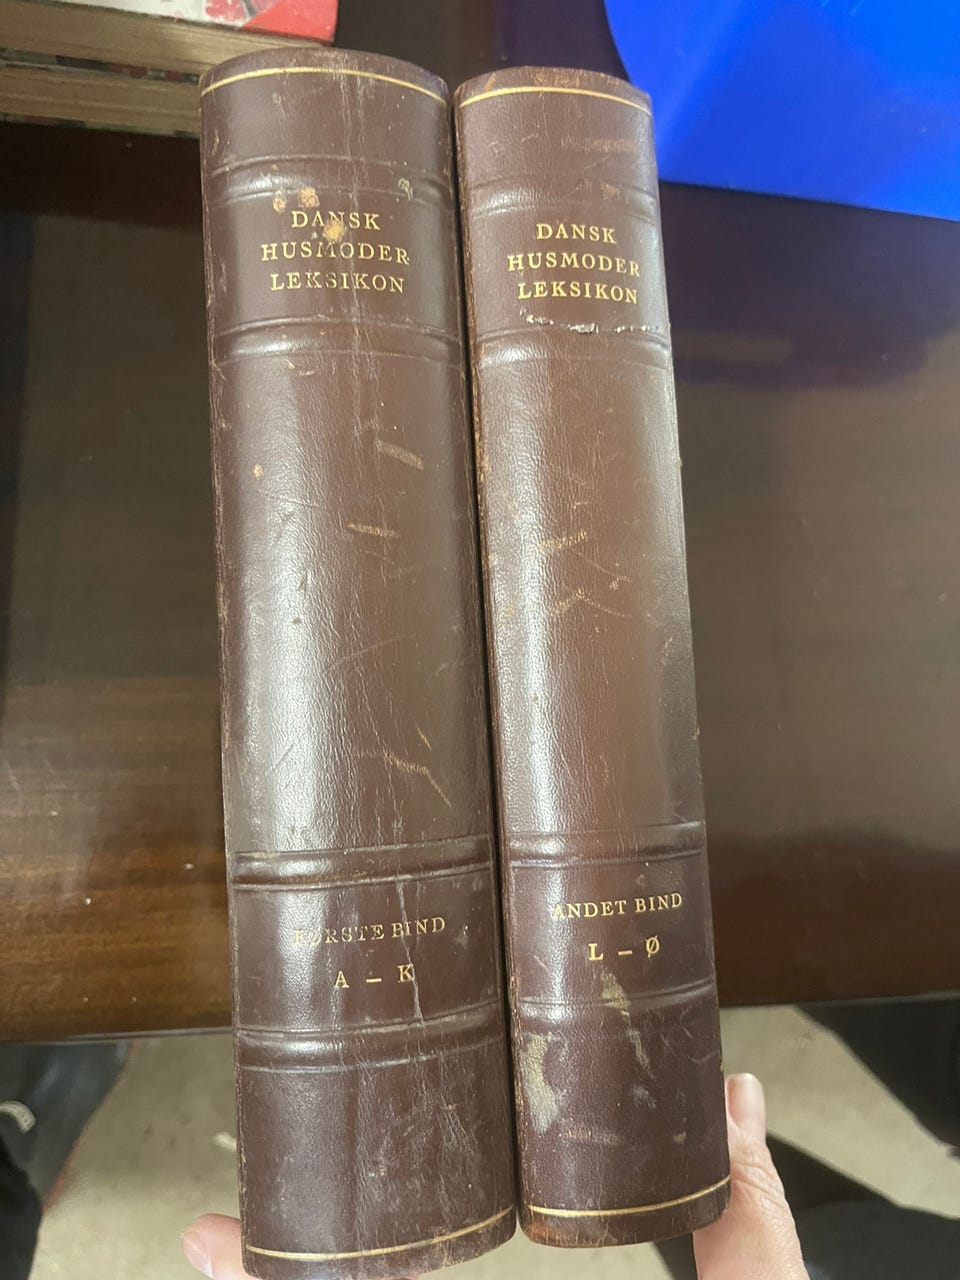 DANSK
HUSMODER
LEKSIKON
FØRSTE BIND
A – K
DANSK
HUSMODER
LEKSIKON
ANDET BIND
L – Ø